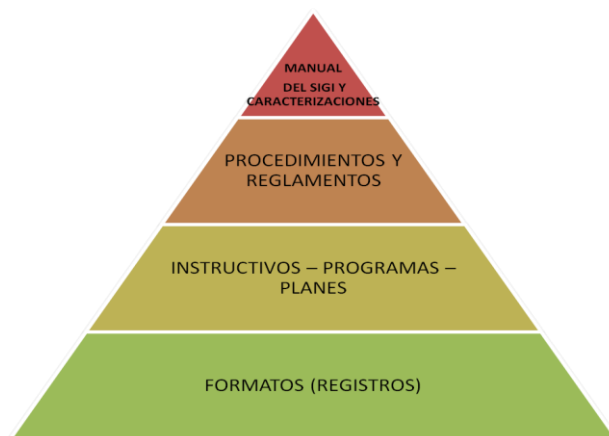 MANUAL
DEL SIGI Y
CARACTERIZACIONES
PROCEDIMIENTOS Y
REGLAMENTOS
INSTRUCTIVOS – PROGRAMAS –
PLANES
FORMATOS (REGISTROS)